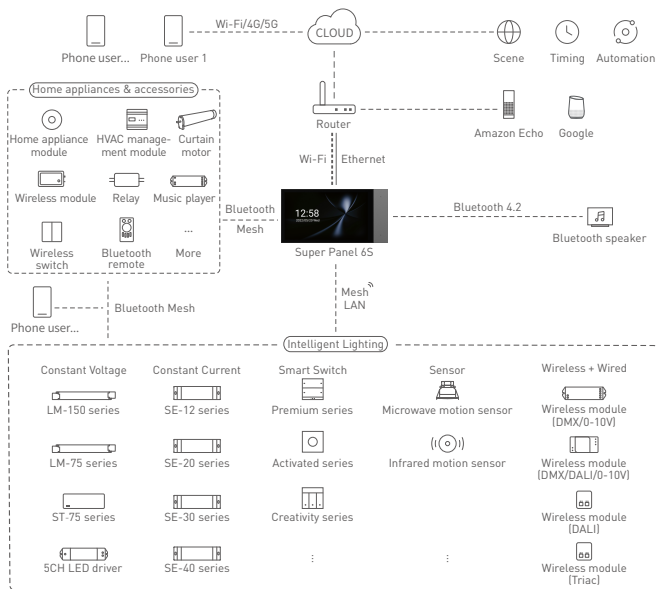 Wi-Fi/4G/5G
CLOUD
Phone user...
Phone user 1
Scene
Timing
Automation
Home appliances & accessories
Home appliance
module
HVAC manage-
ment module
Curtain
motor
Wireless module
Relay
Music player
Wireless
switch
Bluetooth
remote
...
More
Router
Amazon Echo
Google
Wi-Fi
Ethernet
Bluetooth
Mesh
12:58
Super Panel 6S
Bluetooth 4.2
Bluetooth speaker
Phone user...
Bluetooth Mesh
Mesh
LAN
Intelligent Lighting
Constant Voltage
LM-150 series
LM-75 series
ST-75 series
5CH LED driver
Constant Current
SE-12 series
SE-20 series
SE-30 series
SE-40 series
Smart Switch
Premium series
Activated series
Creativity series
⋮
Sensor
Microwave motion sensor
Infrared motion sensor
⋮
Wireless + Wired
Wireless module
(DMX/0-10V)
Wireless module
(DMX/DALI/0-10V)
Wireless module
(DALI)
Wireless module
(Triac)